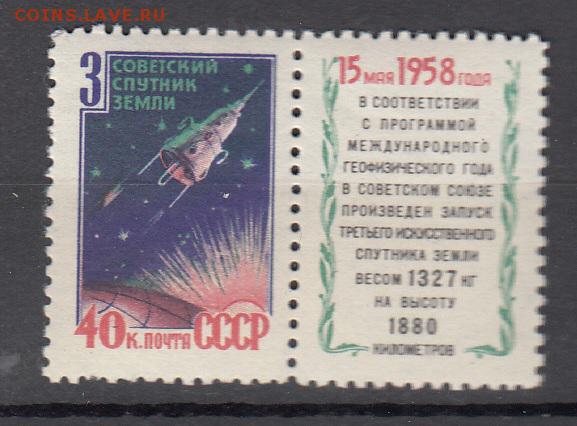 COINS.LAVE.RU
3 СОВЕТСКИЙ
СПУТНИК
ЗЕМЛИ
40 к. ПОЧТА СССР
15 МАЯ 1958 ГОДА
В СООТВЕТСТВИИ
С ПРОГРАММОЙ
МЕЖДУНАРОДНОГО
ГЕОФИЗИЧЕСКОГО ГОДА
В СОВЕТСКОМ СОЮЗЕ
ПРОИЗВЕДЕН ЗАПУСК
ТРЕТЬЕГО ИСКУССТВЕННОГО
СПУТНИКА ЗЕМЛИ
ВЕСОМ 1327 КГ
НА ВЫСОТУ
1880
КИЛОМЕТРОВ